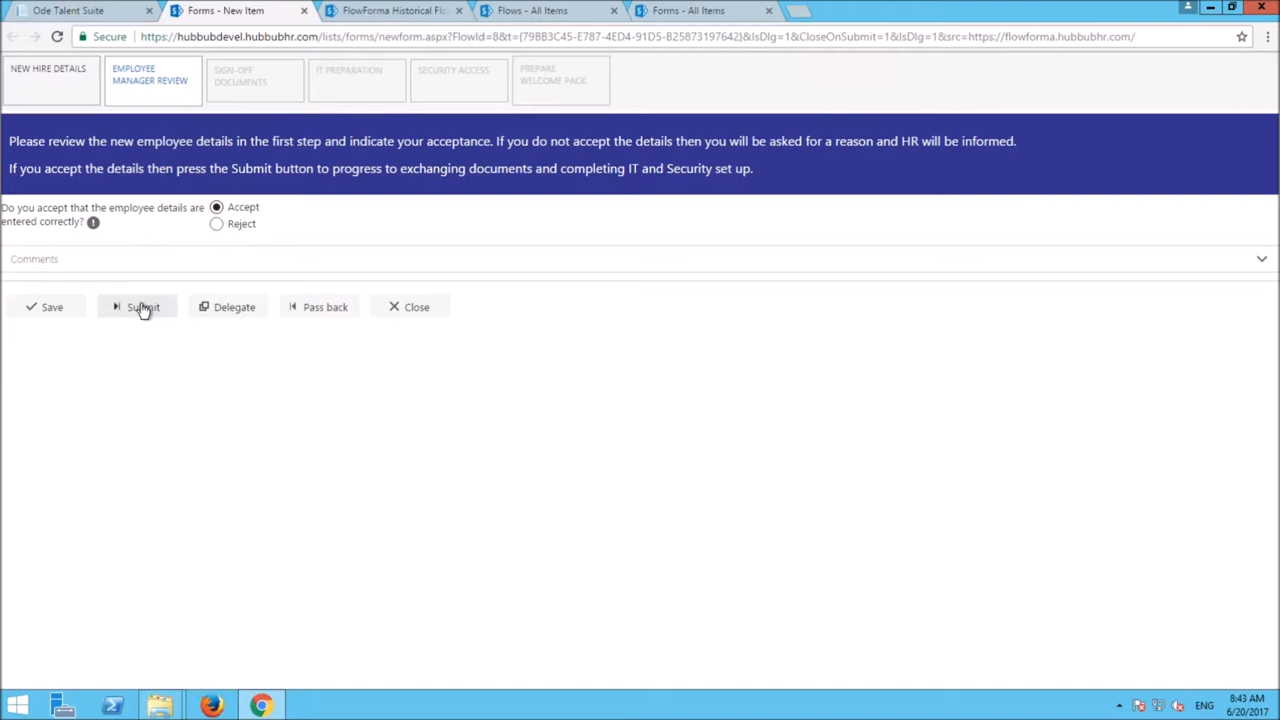 Ode Talent Suite
Forms - New Item
FlowForma Historical Flo
Flows - All Items
Forms - All Items
Secure
https://hubbubdevel.hubbubhr.com/lists/forms/newform.aspx?FlowId=8&t={79BB3C45-E787-4ED4-91D5-B25873197642}&IsDlg=1&CloseOnSubmit=1&IsDlg=1&src=https://flowforma.hubbubhr.com/
NEW HIRE DETAILS
EMPLOYEE
MANAGER REVIEW
SIGN-OFF
DOCUMENTS
IT PREPARATION
SECURITY ACCESS
PREPARE
WELCOME PACK
Please review the new employee details in the first step and indicate your acceptance. If you do not accept the details then you will be asked for a reason and HR will be informed.
If you accept the details then press the Submit button to progress to exchanging documents and completing IT and Security set up.
Do you accept that the employee details are
entered correctly?
Accept
Reject
Comments
Save
Submit
Delegate
Pass back
Close
ENG
8:43 AM
6/20/2017